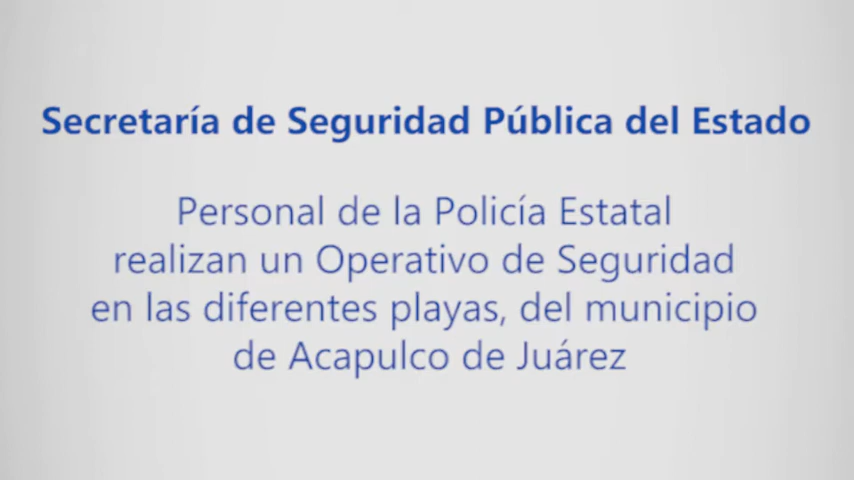 Secretaría de Seguridad Pública del Estado
Personal de la Policía Estatal
realizan un Operativo de Seguridad
en las diferentes playas, del municipio
de Acapulco de Juárez